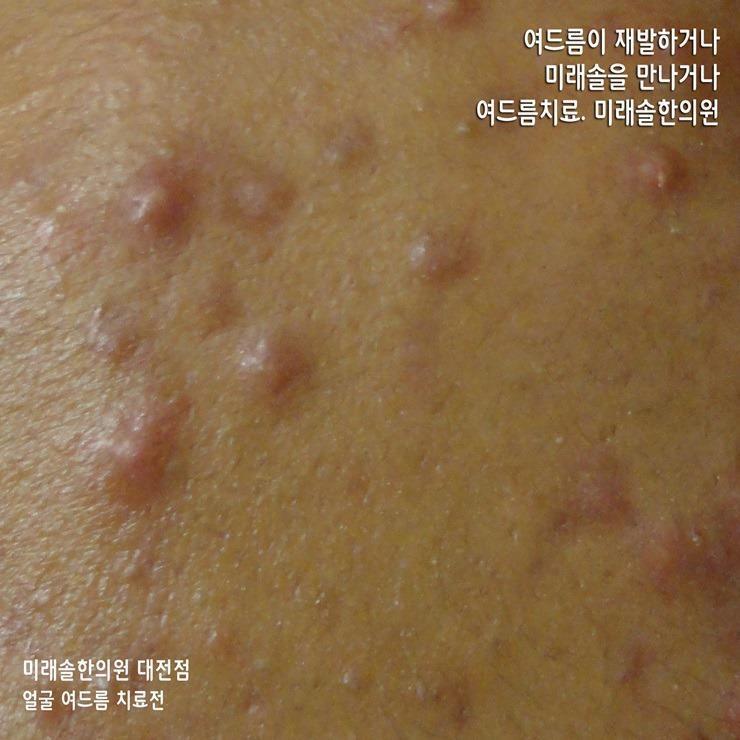 여드름이 재발하거나
미래솔을 만나거나
여드름치료. 미래솔한의원
미래솔한의원 대전점
얼굴 여드름 치료전